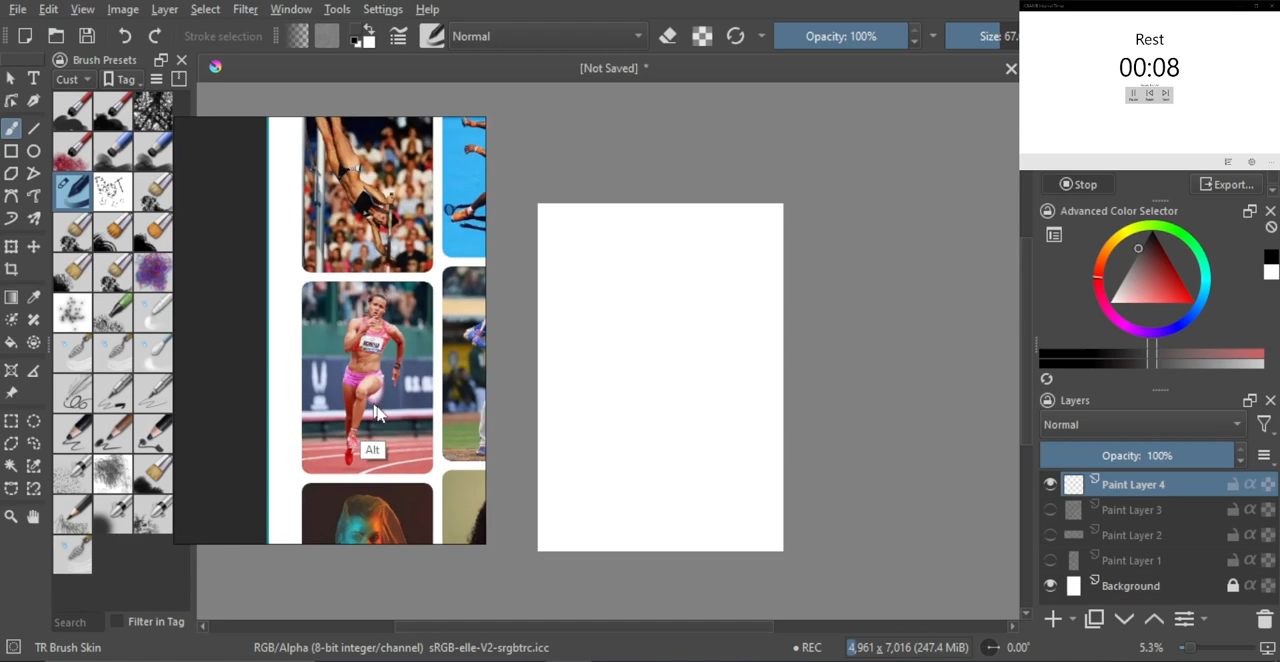 File Edit View Image Layer Select Filter Window Tools Settings Help
Stroke selection
Normal
Opacity: 100%
Size: 67.
Brush Presets
Cust
Tag
[Not Saved] *
Rest
00:08
Stop
Export...
Advanced Color Selector
Alt
Layers
Normal
Opacity: 100%
Paint Layer 4
Paint Layer 3
Paint Layer 2
Paint Layer 1
Background
Search
Filter in Tag
TR Brush Skin
RGB/Alpha (8-bit integer/channel) sRGB-elle-V2-srgbtrc.icc
REC
4,961 x 7,016 (247.4 MiB)
0.00°
5.3%